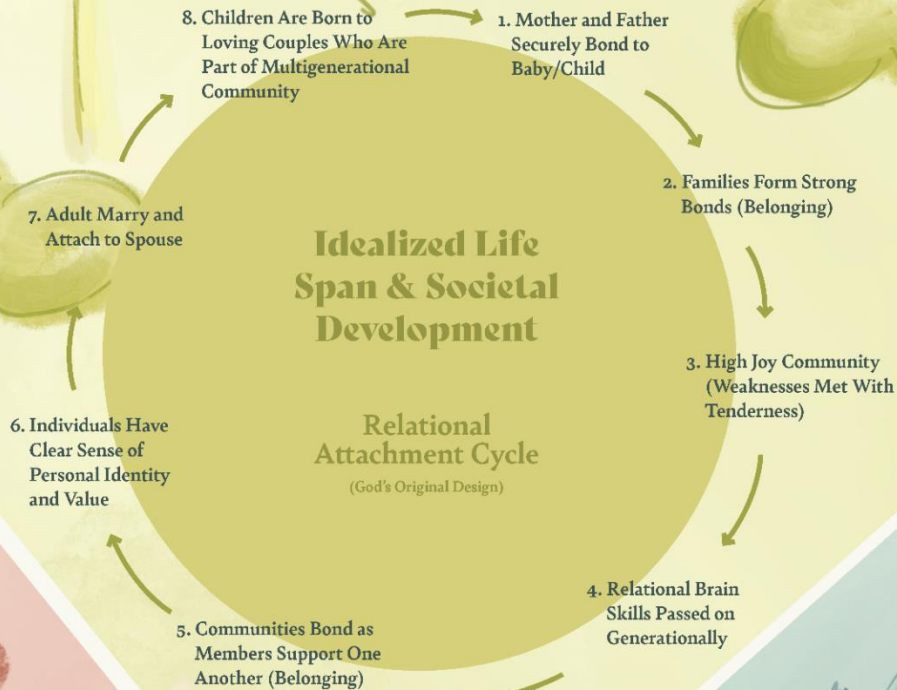 8. Children Are Born to
Loving Couples Who Are
Part of Multigenerational
Community
1. Mother and Father
Securely Bond to
Baby/Child
2. Families Form Strong
Bonds (Belonging)
3. High Joy Community
(Weaknesses Met With
Tenderness)
4. Relational Brain
Skills Passed on
Generationally
5. Communities Bond as
Members Support One
Another (Belonging)
6. Individuals Have
Clear Sense of
Personal Identity
and Value
7. Adult Marry and
Attach to Spouse
Idealized Life
Span & Societal
Development
Relational
Attachment Cycle
(God's Original Design)